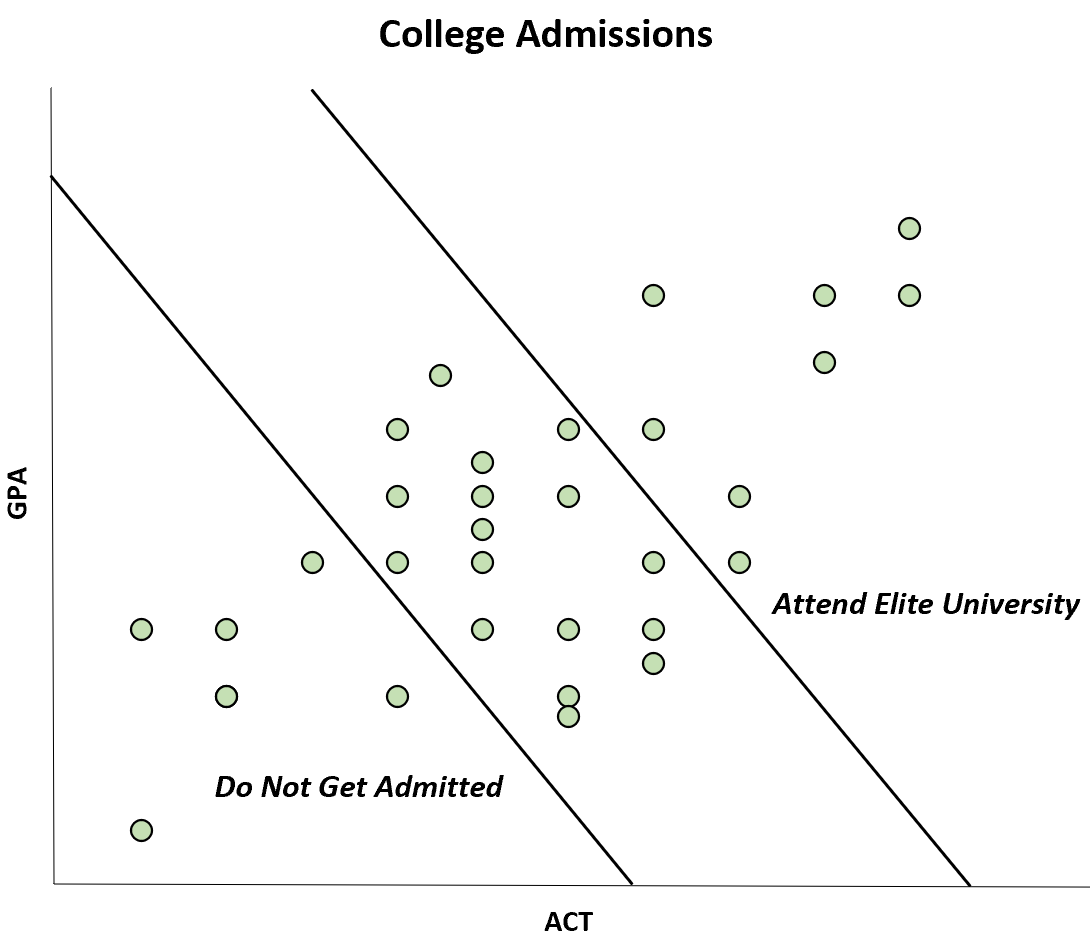 College Admissions
GPA
Attend Elite University
Do Not Get Admitted
ACT